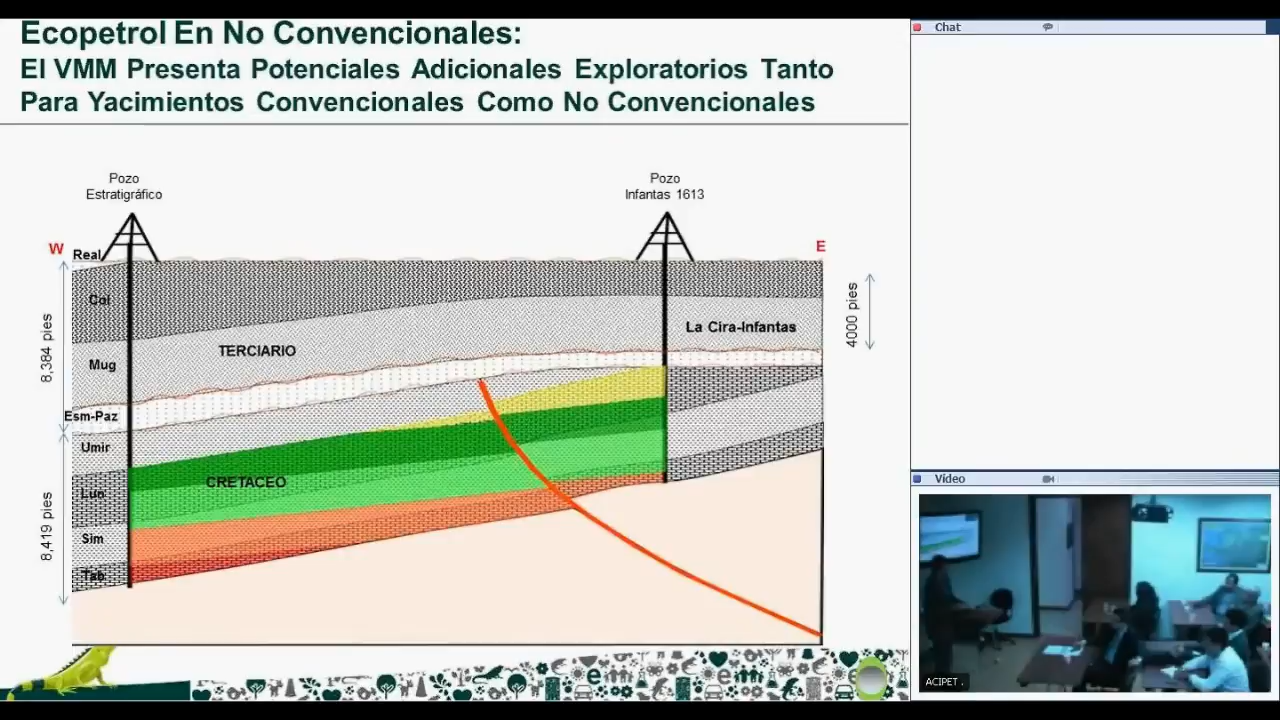 Ecopetrol En No Convencionales:
El VMM Presenta Potenciales Adicionales Exploratorios Tanto
Para Yacimientos Convencionales Como No Convencionales
Chat
Pozo
Estratigráfico
Pozo
Infantas 1613
W
E
Real
Col
8,384 pies
4000 pies
La Cira-Infantas
TERCIARIO
Mug
Esm-Paz
Umir
CRETACEO
Lun
8,419 pies
Sim
Tab
Vídeo
ACIPET .